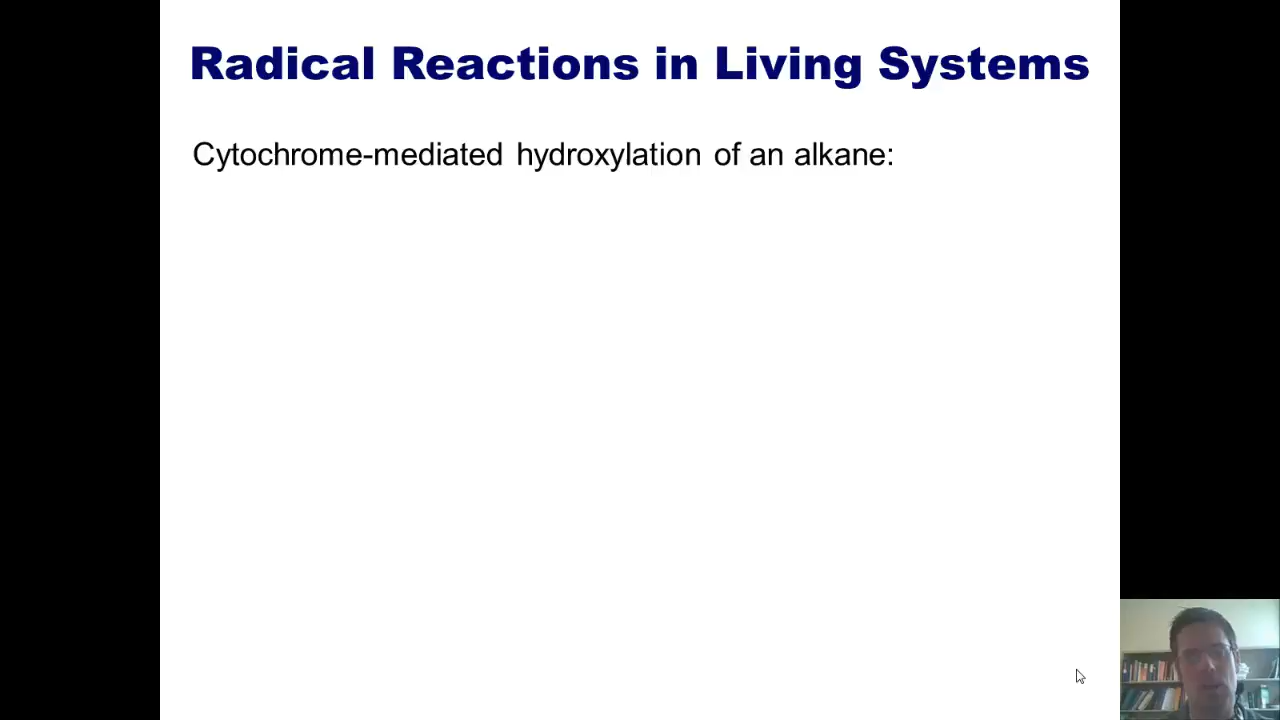 Radical Reactions in Living Systems
Cytochrome-mediated hydroxylation of an alkane: